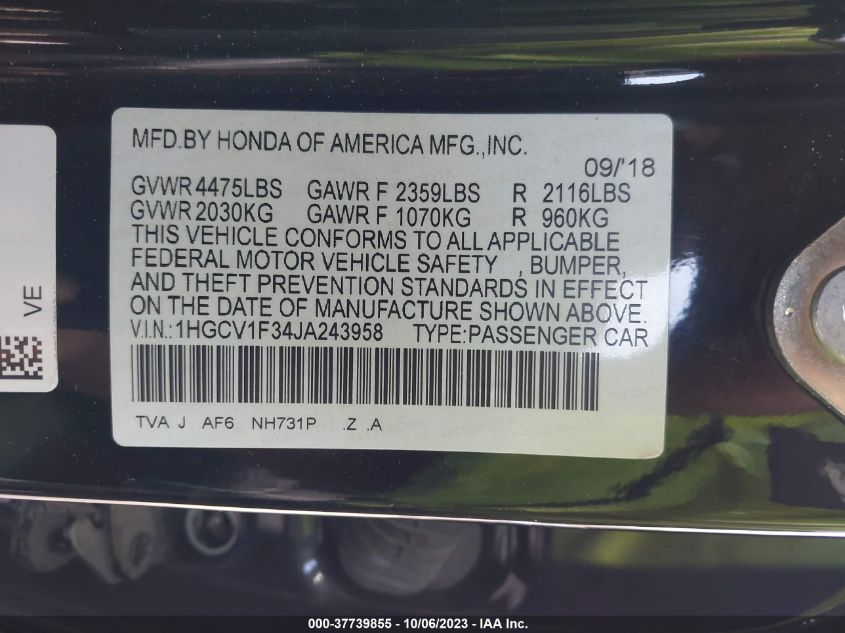 MFD.BY HONDA OF AMERICA MFG.,INC.
09/'18
GVWR 4475LBS GAWR F 2359LBS R 2116LBS
GVWR 2030KG GAWR F 1070KG R 960KG
THIS VEHICLE CONFORMS TO ALL APPLICABLE
FEDERAL MOTOR VEHICLE SAFETY , BUMPER,
AND THEFT PREVENTION STANDARDS IN EFFECT
ON THE DATE OF MANUFACTURE SHOWN ABOVE.
V.I.N.:1HGCV1F34JA243958 TYPE:PASSENGER CAR
TVA J AF6 NH731P .Z .A
VE
000-37739855 - 10/06/2023 - IAA Inc.